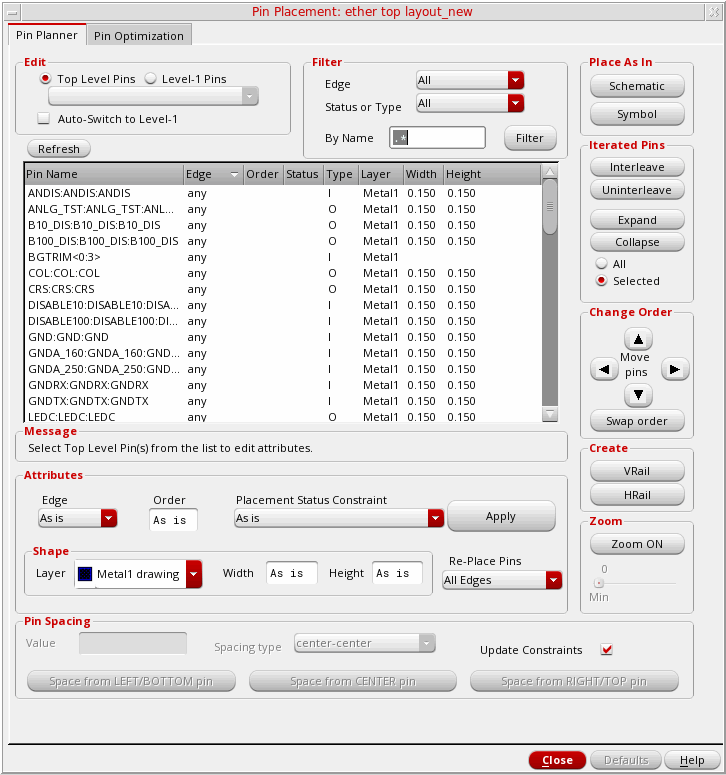 Pin Placement: ether top layout_new
Pin Planner Pin Optimization
Edit
Top Level Pins Level-1 Pins
Auto-Switch to Level-1
Refresh
Filter
Edge All
Status or Type All
By Name .* Filter
Pin Name Edge Order Status Type Layer Width Height
ANDIS:ANDIS:ANDIS any I Metal1 0.150 0.150
ANLG_TST:ANLG_TST:ANL... any O Metal1 0.150 0.150
B10_DIS:B10_DIS:B10_DIS any O Metal1 0.150 0.150
B100_DIS:B100_DIS:B100_DIS any O Metal1 0.150 0.150
BGTRIM<0:3> any I Metal1
COL:COL:COL any O Metal1 0.150 0.150
CRS:CRS:CRS any O Metal1 0.150 0.150
DISABLE10:DISABLE10:DISA... any I Metal1 0.150 0.150
DISABLE100:DISABLE100:DI... any I Metal1 0.150 0.150
GND:GND:GND any I Metal1 0.150 0.150
GNDA_160:GNDA_160:GND... any I Metal1 0.150 0.150
GNDA_250:GNDA_250:GND... any I Metal1 0.150 0.150
GNDRX:GNDRX:GNDRX any I Metal1 0.150 0.150
GNDTX:GNDTX:GNDTX any I Metal1 0.150 0.150
LEDC:LEDC:LEDC any O Metal1 0.150 0.150
Message
Select Top Level Pin(s) from the list to edit attributes.
Attributes
Edge Order Placement Status Constraint
As is As is As is Apply
Shape
Layer Metal1 drawing Width As is Height As is
Re-Place Pins
All Edges
Place As In
Schematic
Symbol
Iterated Pins
Interleave
Uninterleave
Expand
Collapse
All
Selected
Change Order
Move
pins
Swap order
Create
VRail
HRail
Zoom
Zoom ON
0
Min
Pin Spacing
Value Spacing type center-center Update Constraints
Space from LEFT/BOTTOM pin Space from CENTER pin Space from RIGHT/TOP pin
Close Defaults Help